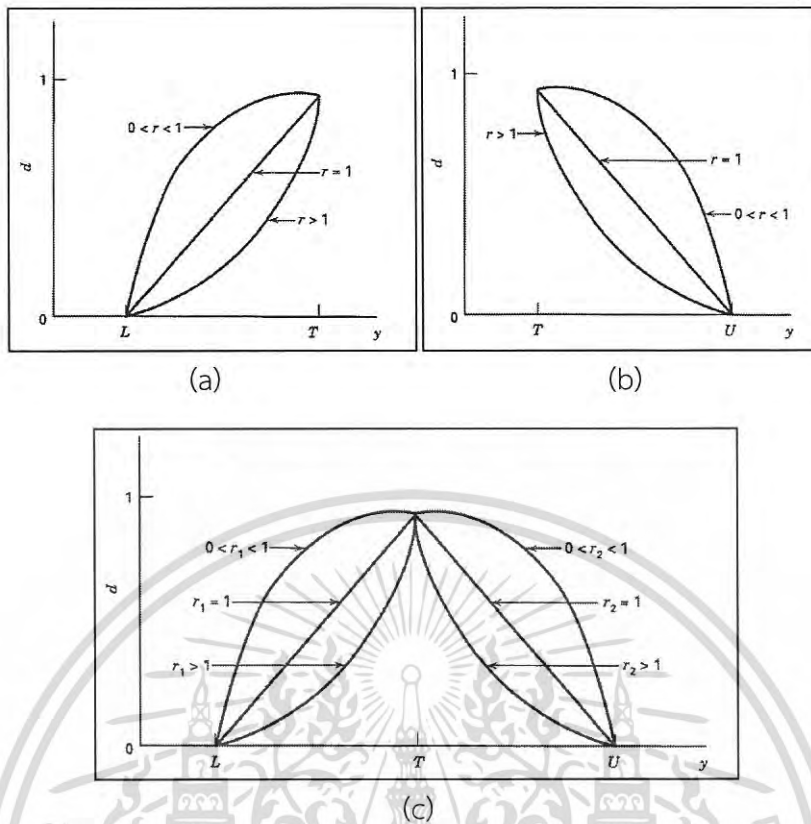 1
0 < r < 1
d
r = 1
r > 1
0
L
T
y
(a)
1
r > 1
d
r = 1
0 < r < 1
0
T
U
y
(b)
1
0 < r₁ < 1
0 < r₂ < 1
d
r₁ = 1
r₂ = 1
r₁ > 1
r₂ > 1
0
L
T
U
y
(c)